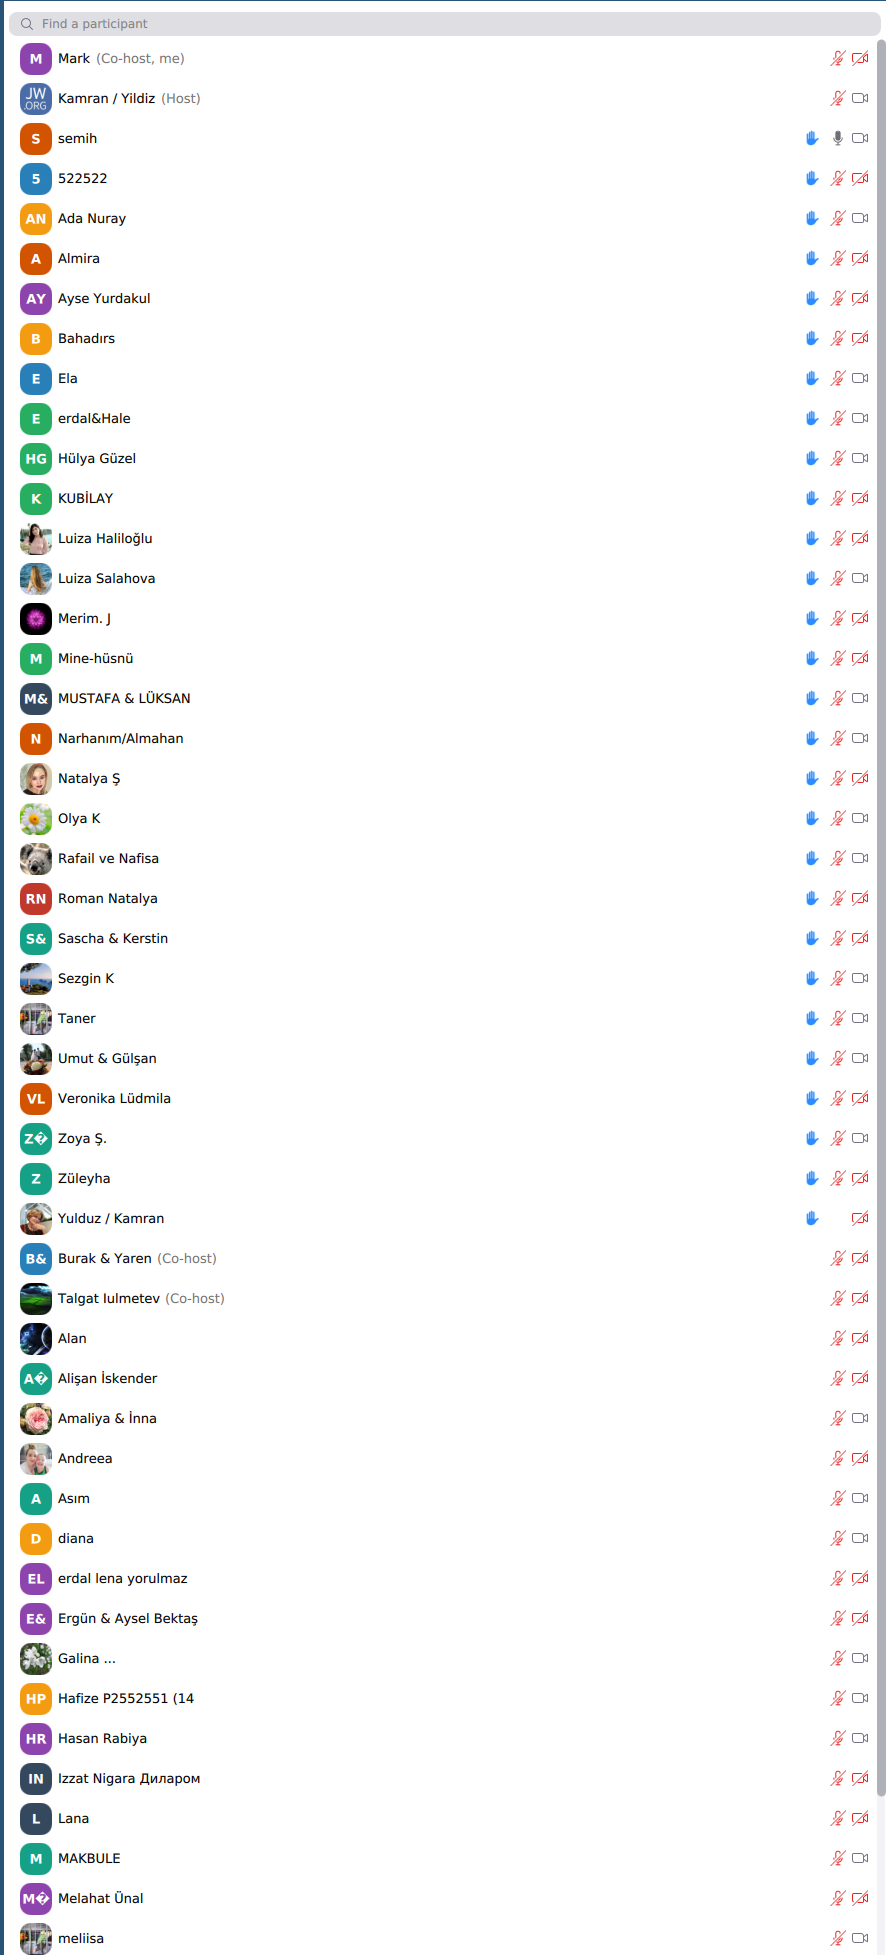 Find a participant
M Mark (Co-host, me)
JW
.ORG
Kamran / Yildiz (Host)
S semih
5 522522
AN Ada Nuray
A Almira
AY Ayse Yurdakul
B Bahadırs
E Ela
E erdal&Hale
HG Hülya Güzel
K KUBİLAY
Luiza Haliloğlu
Luiza Salahova
Merim. J
M Mine-hüsnü
M& MUSTAFA & LÜKSAN
N Narhanım/Almahan
Natalya Ş
Olya K
Rafail ve Nafisa
RN Roman Natalya
S& Sascha & Kerstin
Sezgin K
Taner
Umut & Gülşan
VL Veronika Lüdmila
Z� Zoya Ş.
Z Züleyha
Yulduz / Kamran
B& Burak & Yaren (Co-host)
Talgat Iulmetev (Co-host)
Alan
A� Alişan İskender
Amaliya & İnna
Andreea
A Asım
D diana
EL erdal lena yorulmaz
E& Ergün & Aysel Bektaş
Galina ...
HP Hafize P2552551 (14
HR Hasan Rabiya
IN Izzat Nigara Диларом
L Lana
M MAKBULE
M� Melahat Ünal
meliisa